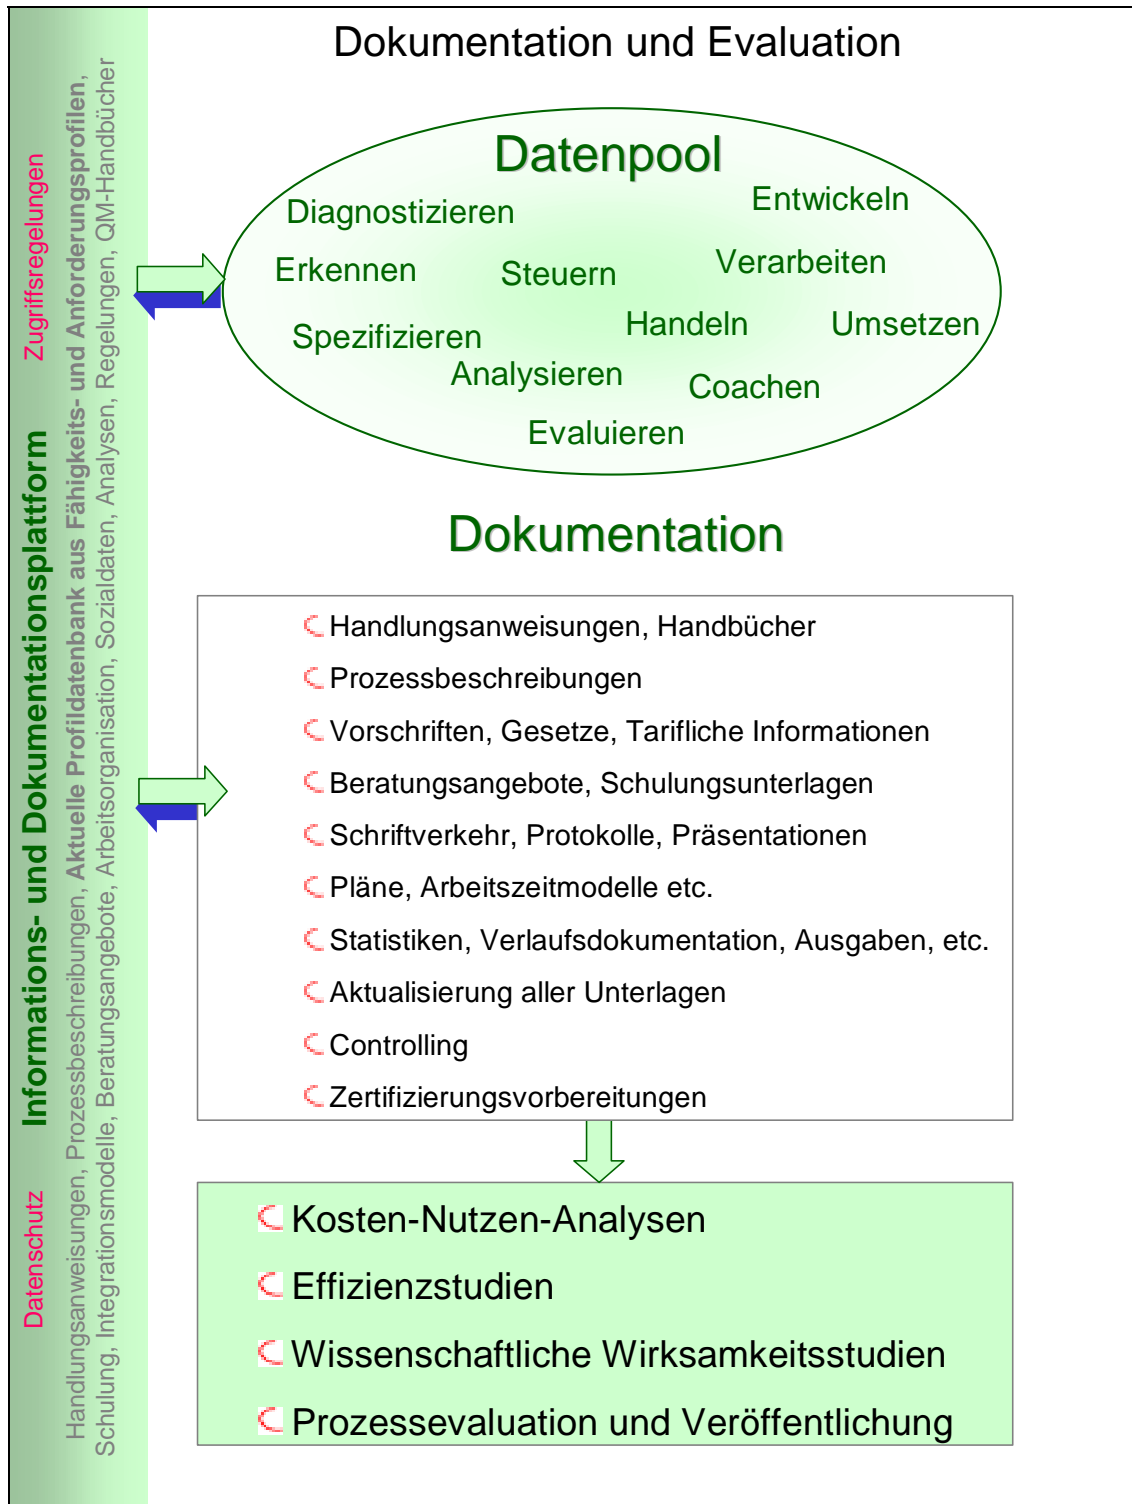 Dokumentation und Evaluation
Datenpool
Diagnostizieren
Entwickeln
Erkennen
Steuern
Verarbeiten
Spezifizieren
Handeln
Umsetzen
Analysieren
Coachen
Evaluieren
Dokumentation
Handlungsanweisungen, Handbücher
Prozessbeschreibungen
Vorschriften, Gesetze, Tarifliche Informationen
Beratungsangebote, Schulungsunterlagen
Schriftverkehr, Protokolle, Präsentationen
Pläne, Arbeitszeitmodelle etc.
Statistiken, Verlaufsdokumentation, Ausgaben, etc.
Aktualisierung aller Unterlagen
Controlling
Zertifizierungsvorbereitungen
Kosten-Nutzen-Analysen
Effizienzstudien
Wissenschaftliche Wirksamkeitsstudien
Prozessevaluation und Veröffentlichung
Datenschutz Informations- und Dokumentationsplattform Zugriffsregelungen
Handlungsanweisungen, Prozessbeschreibungen, Aktuelle Profildatenbank aus Fähigkeits- und Anforderungsprofilen,
Schulung, Integrationsmodelle, Beratungsangebote, Arbeitsorganisation, Sozialdaten, Analysen, Regelungen, QM-Handbücher